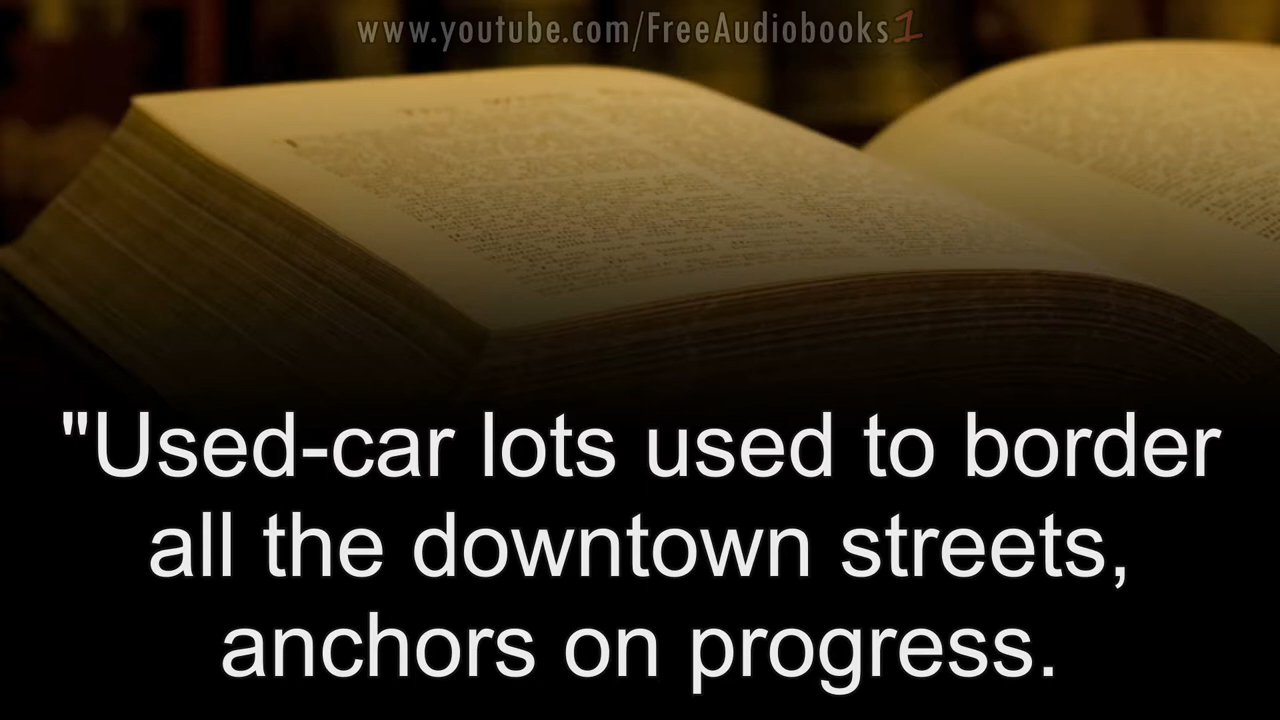 www.youtube.com/FreeAudiobooks1
"Used-car lots used to border
all the downtown streets,
anchors on progress.